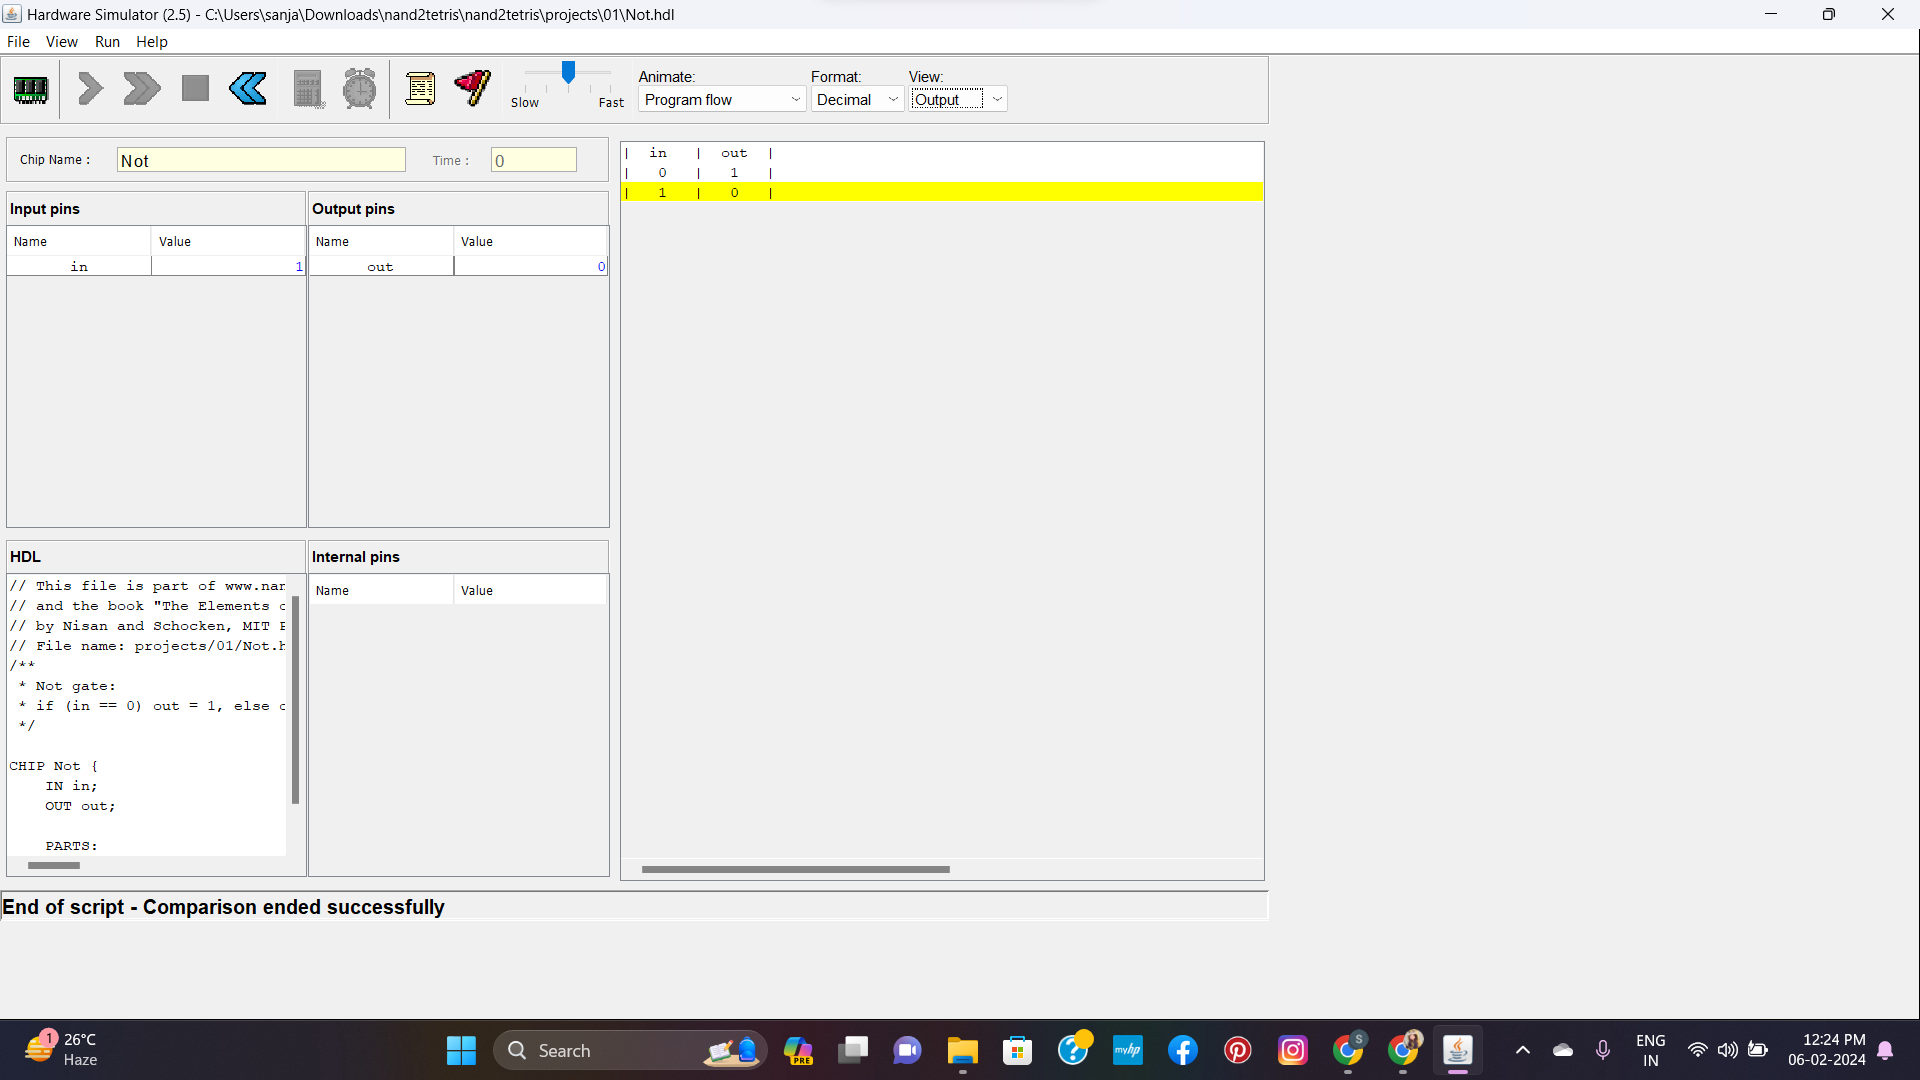 Hardware Simulator (2.5) - C:\Users\sanja\Downloads\nand2tetris\nand2tetris\projects\01\Not.hdl
File View Run Help
Slow Fast
Animate: Format: View:
Program flow Decimal Output
Chip Name : Not Time : 0
Input pins Output pins
Name Value Name Value
in 1 out 0
| in | out |
| 0 | 1 |
| 1 | 0 |
HDL
// This file is part of www.nan
// and the book "The Elements o
// by Nisan and Schocken, MIT P
// File name: projects/01/Not.h
/**
* Not gate:
* if (in == 0) out = 1, else o
*/
CHIP Not {
IN in;
OUT out;
PARTS:
Internal pins
Name Value
End of script - Comparison ended successfully
1
26°C
Haze
Search
PRE
myhp
S
ENG
IN
12:24 PM
06-02-2024